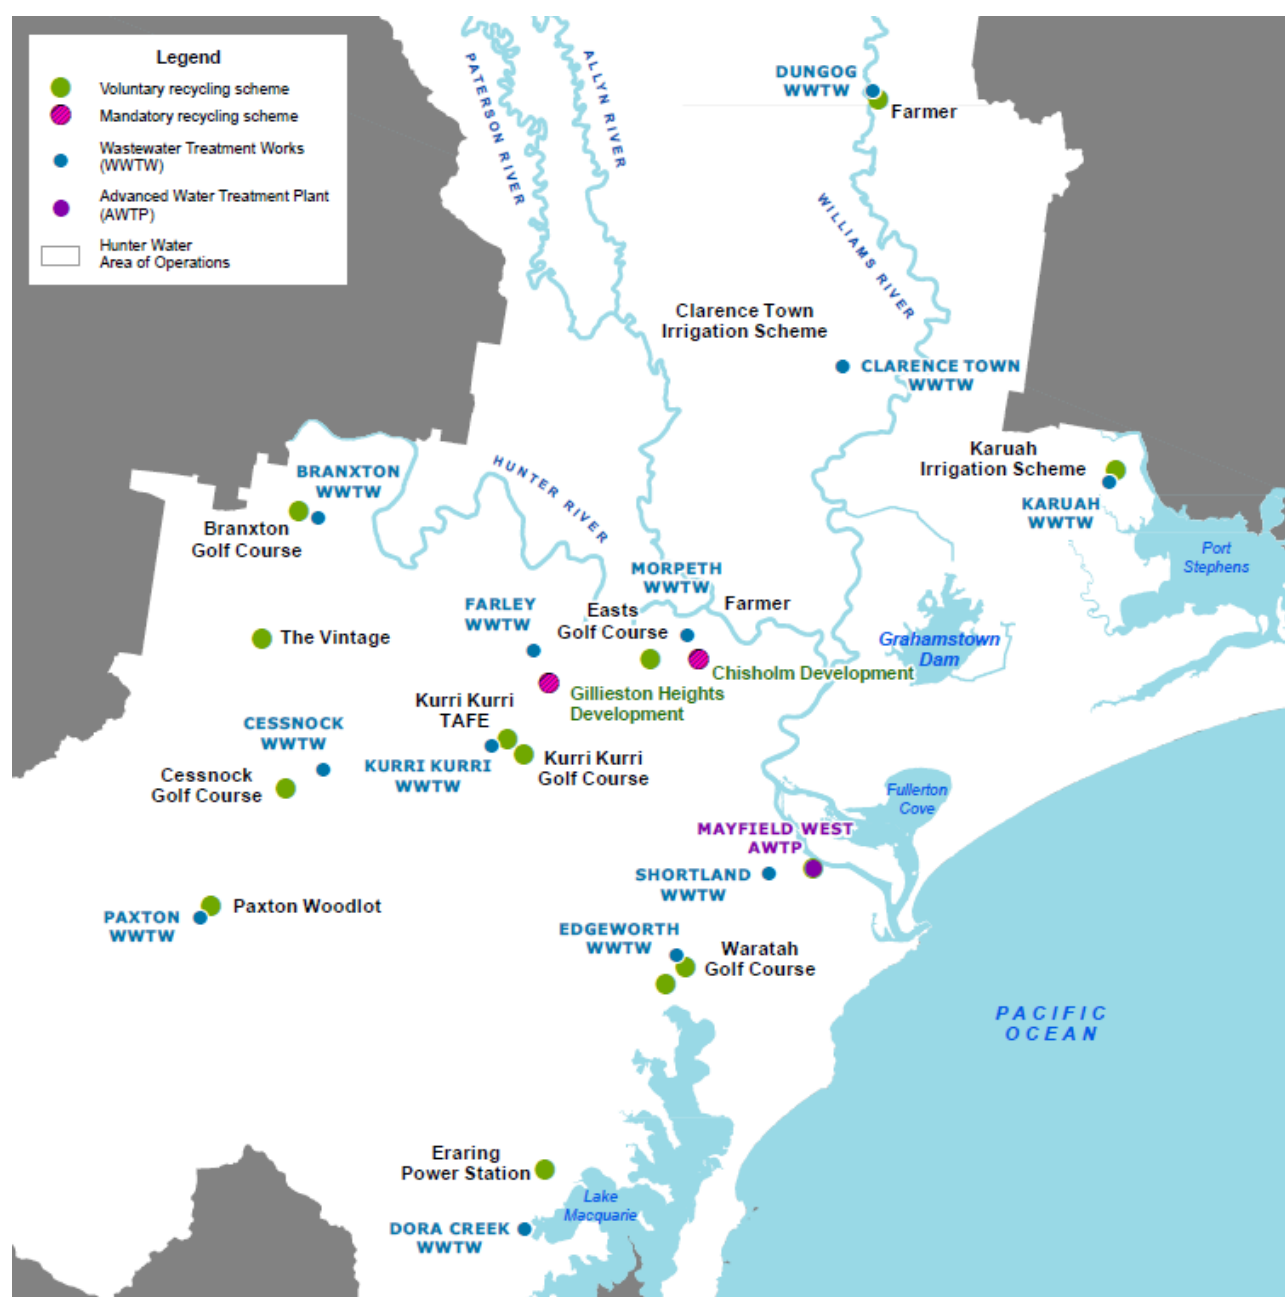 Legend
Voluntary recycling scheme
Mandatory recycling scheme
Wastewater Treatment Works
(WWTW)
Advanced Water Treatment Plant
(AWTP)
Hunter Water
Area of Operations
PATERSON RIVER
ALLYN RIVER
DUNGOG
WWTW
Farmer
WILLIAMS RIVER
Clarence Town
Irrigation Scheme
CLARENCE TOWN
WWTW
Karuah
Irrigation Scheme
KARUAH
WWTW
Port
Stephens
BRANXTON
WWTW
Branxton
Golf Course
HUNTER RIVER
MORPETH
WWTW
Farmer
FARLEY
WWTW
Easts
Golf Course
The Vintage
Grahamstown
Dam
Chisholm Development
Gillieston Heights
Development
Kurri Kurri
TAFE
CESSNOCK
WWTW
KURRI KURRI
WWTW
Kurri Kurri
Golf Course
Cessnock
Golf Course
Fullerton
Cove
MAYFIELD WEST
AWTP
SHORTLAND
WWTW
PAXTON
WWTW
Paxton Woodlot
EDGEWORTH
WWTW
Waratah
Golf Course
PACIFIC
OCEAN
Eraring
Power Station
Lake
Macquarie
DORA CREEK
WWTW